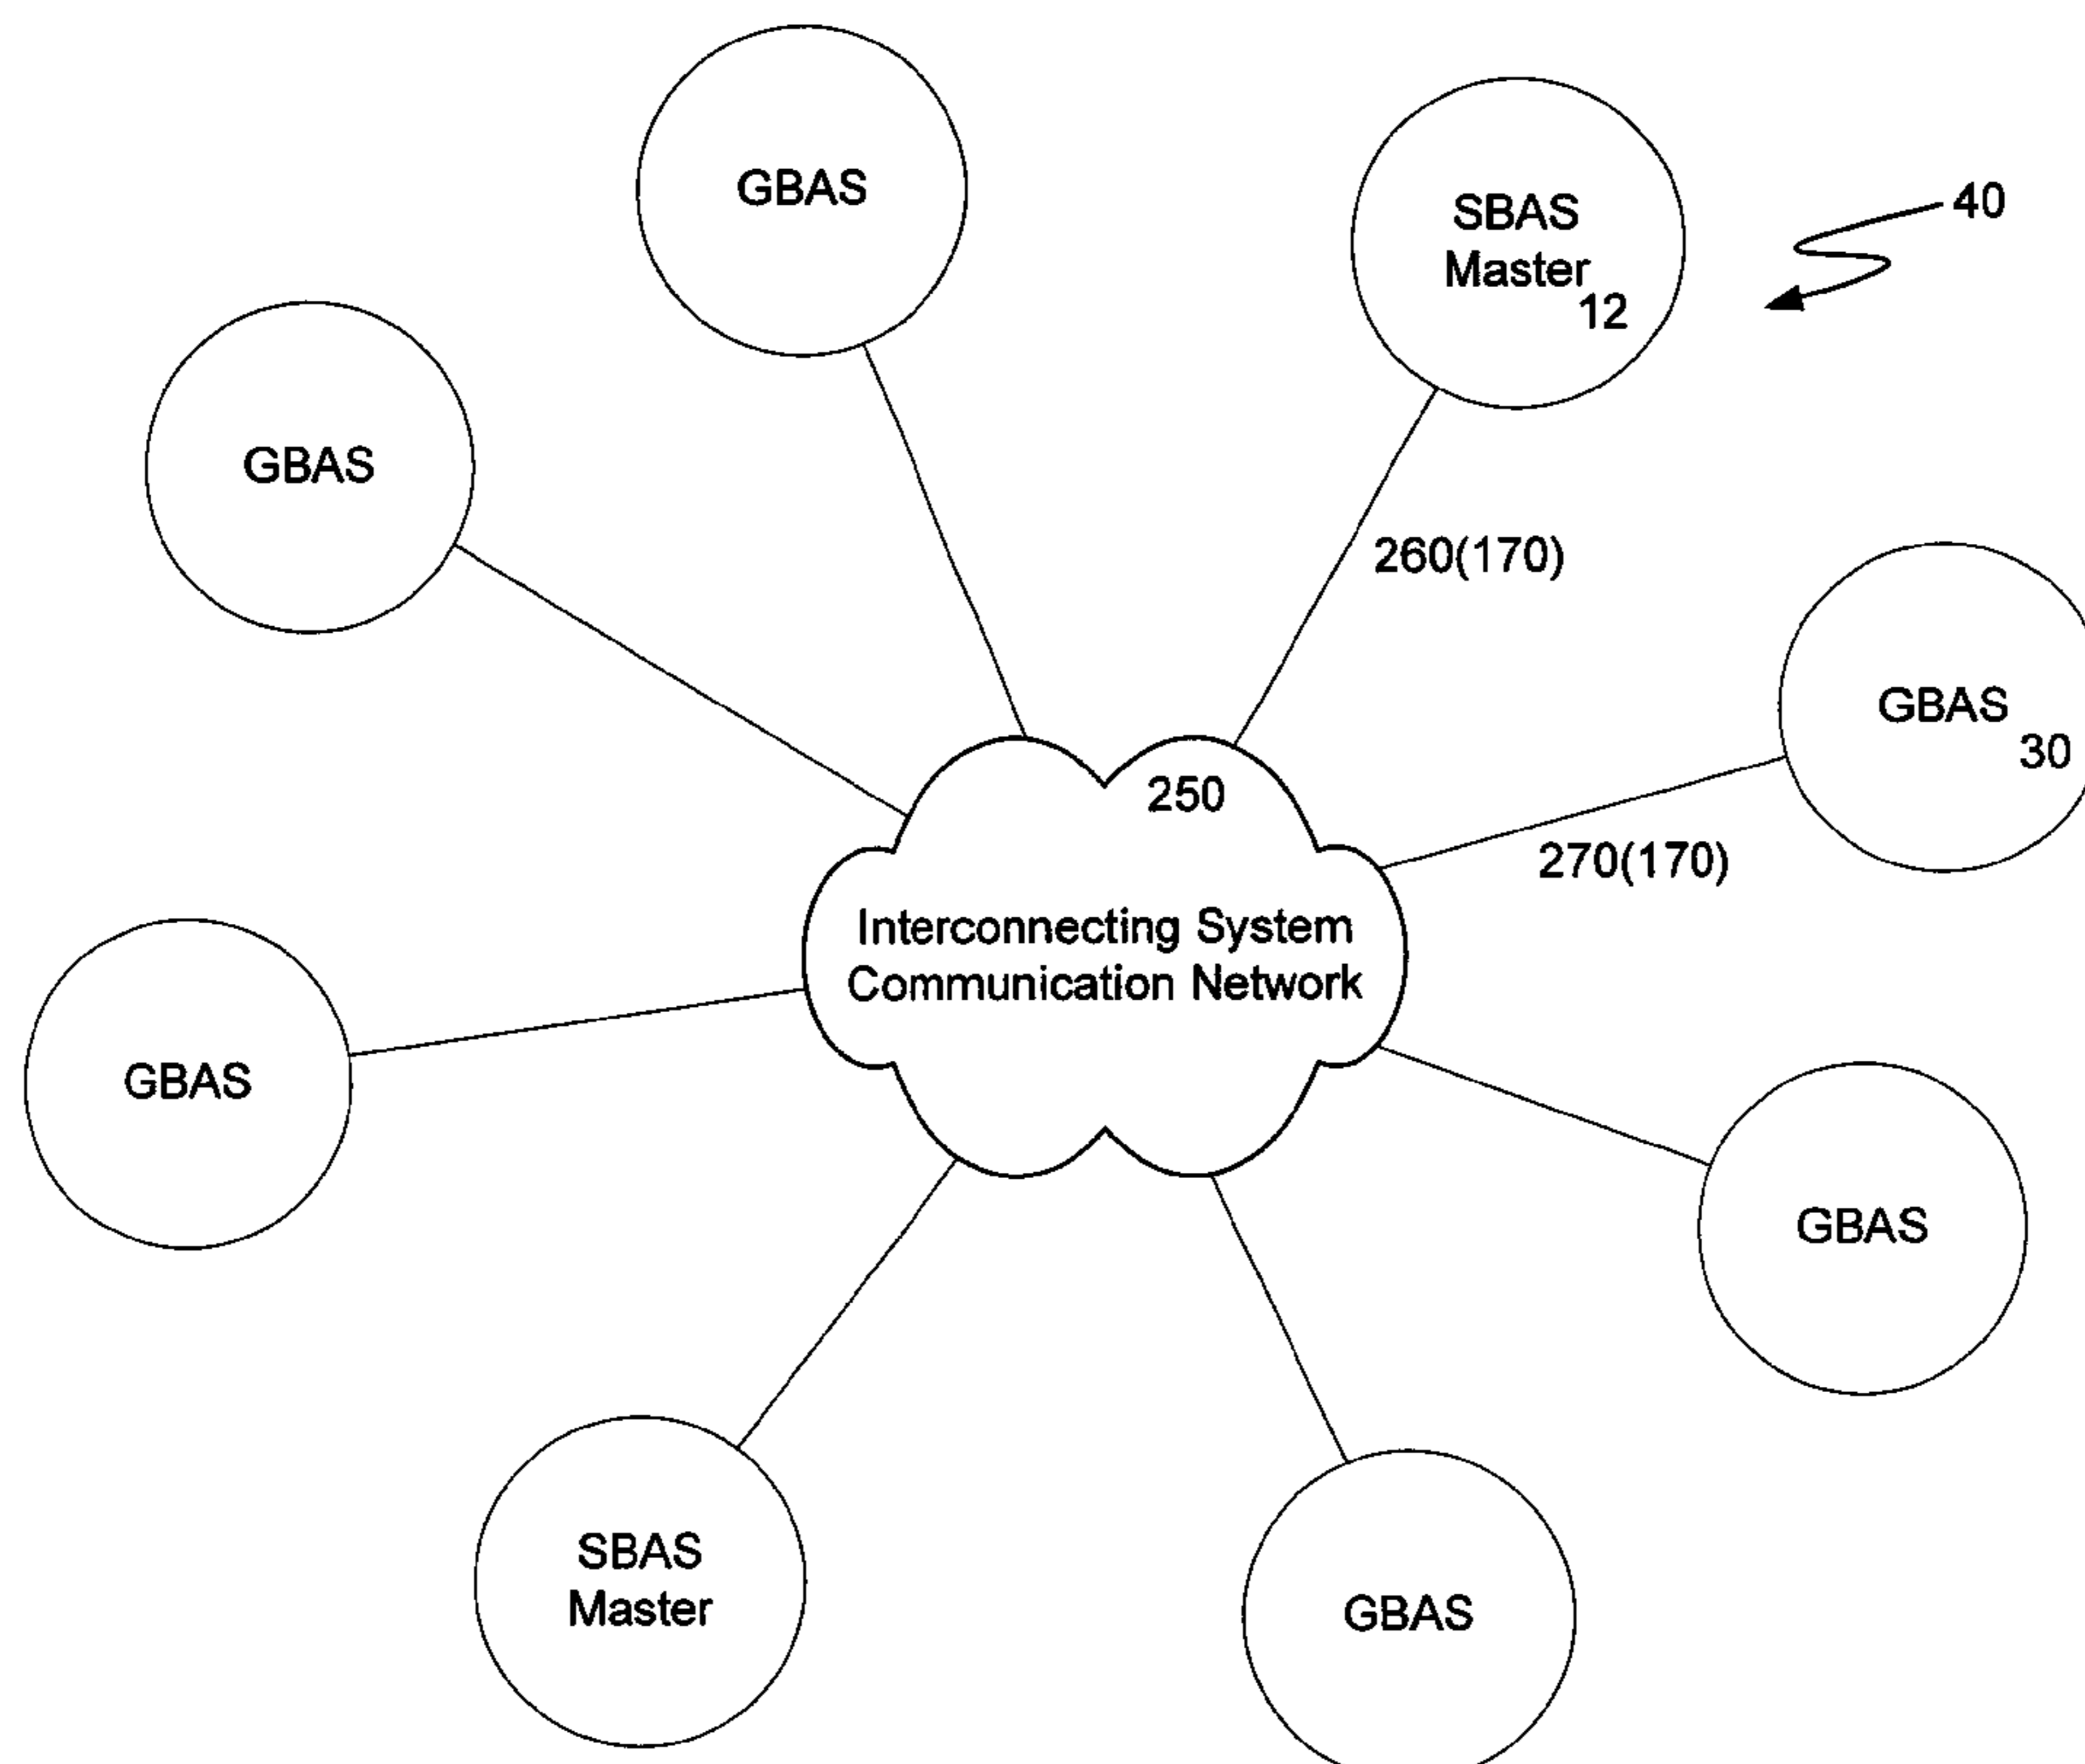 GBAS
SBAS
Master
12
40
GBAS
260(170)
GBAS
30
250
270(170)
Interconnecting System
Communication Network
GBAS
GBAS
SBAS
Master
GBAS